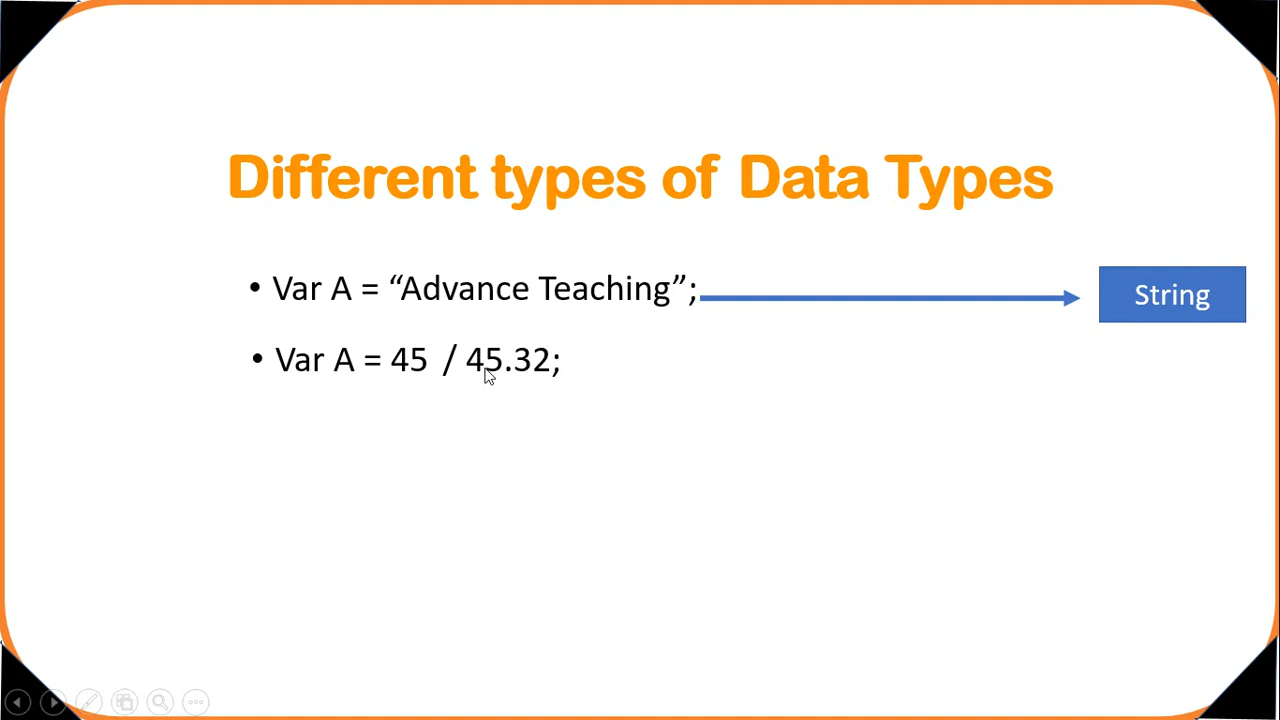 Different types of Data Types
• Var A = “Advance Teaching”;
String
• Var A = 45 / 45.32;